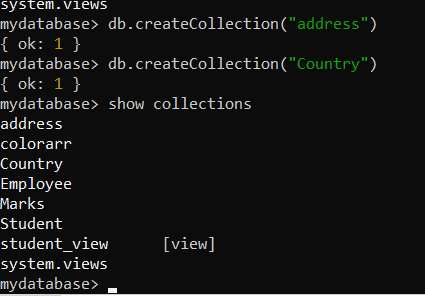 system.views
mydatabase> db.createCollection("address")
{ ok: 1 }
mydatabase> db.createCollection("Country")
{ ok: 1 }
mydatabase> show collections
address
colorarr
Country
Employee
Marks
Student
student_view [view]
system.views
mydatabase>